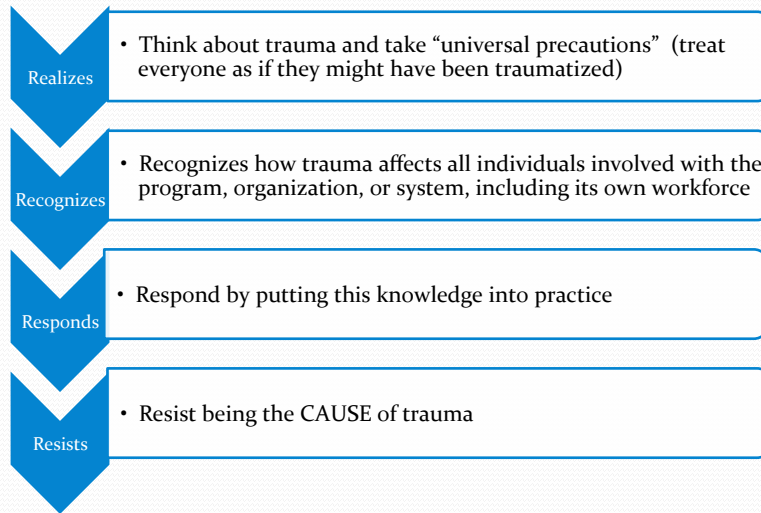 Realizes
• Think about trauma and take “universal precautions” (treat
everyone as if they might have been traumatized)
Recognizes
• Recognizes how trauma affects all individuals involved with the
program, organization, or system, including its own workforce
Responds
• Respond by putting this knowledge into practice
Resists
• Resist being the CAUSE of trauma